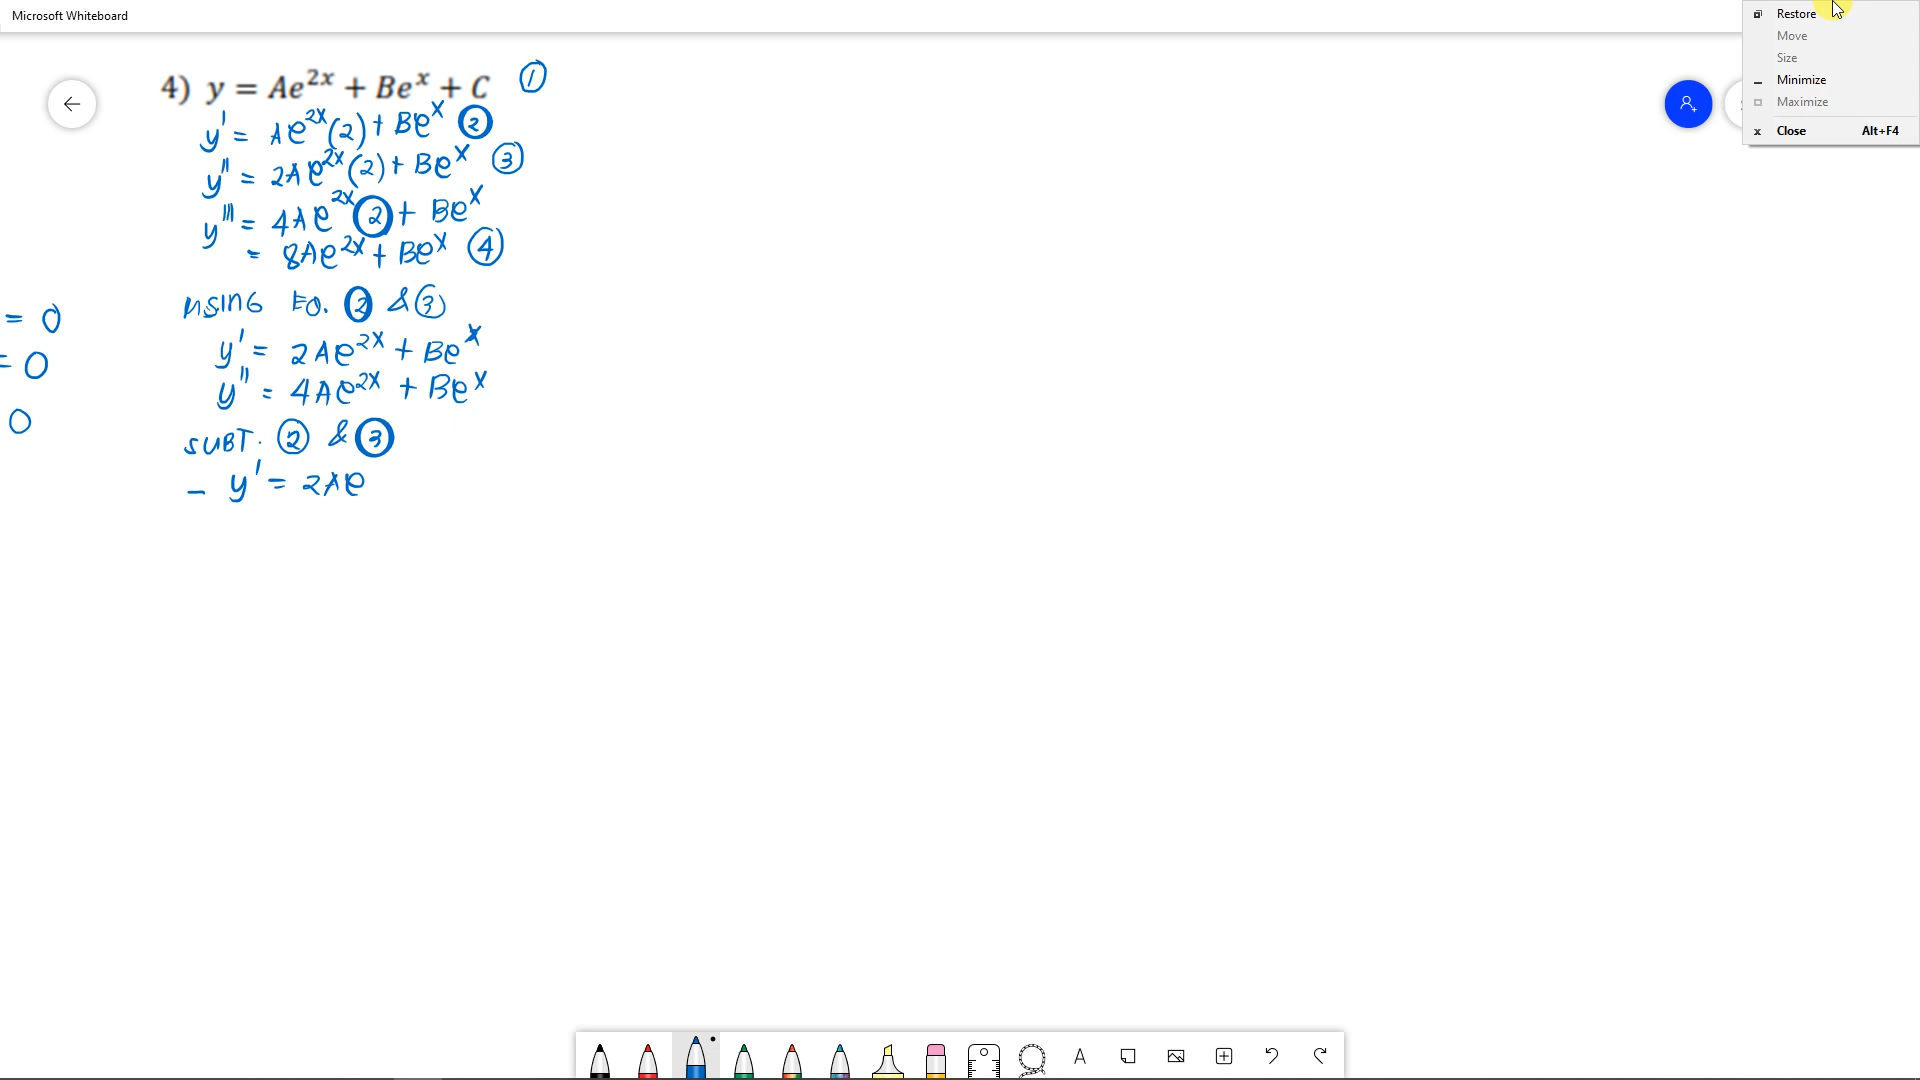 Microsoft Whiteboard
Restore
Move
Size
Minimize
Maximize
x Close Alt+F4
4) y = Ae^{2x} + Be^x + C ①
y' = Ae^{2x}(2) + Be^x ②
y'' = 2Ae^{2x}(2) + Be^x ③
y''' = 4Ae^{2x}② + Be^x
= 8Ae^{2x} + Be^x ④
USING EQ. ② & ③
= 0
y' = 2Ae^{2x} + Be^x
= 0
y'' = 4Ae^{2x} + Be^x
0
SUBT. ② & ③
- y' = 2Ae
A